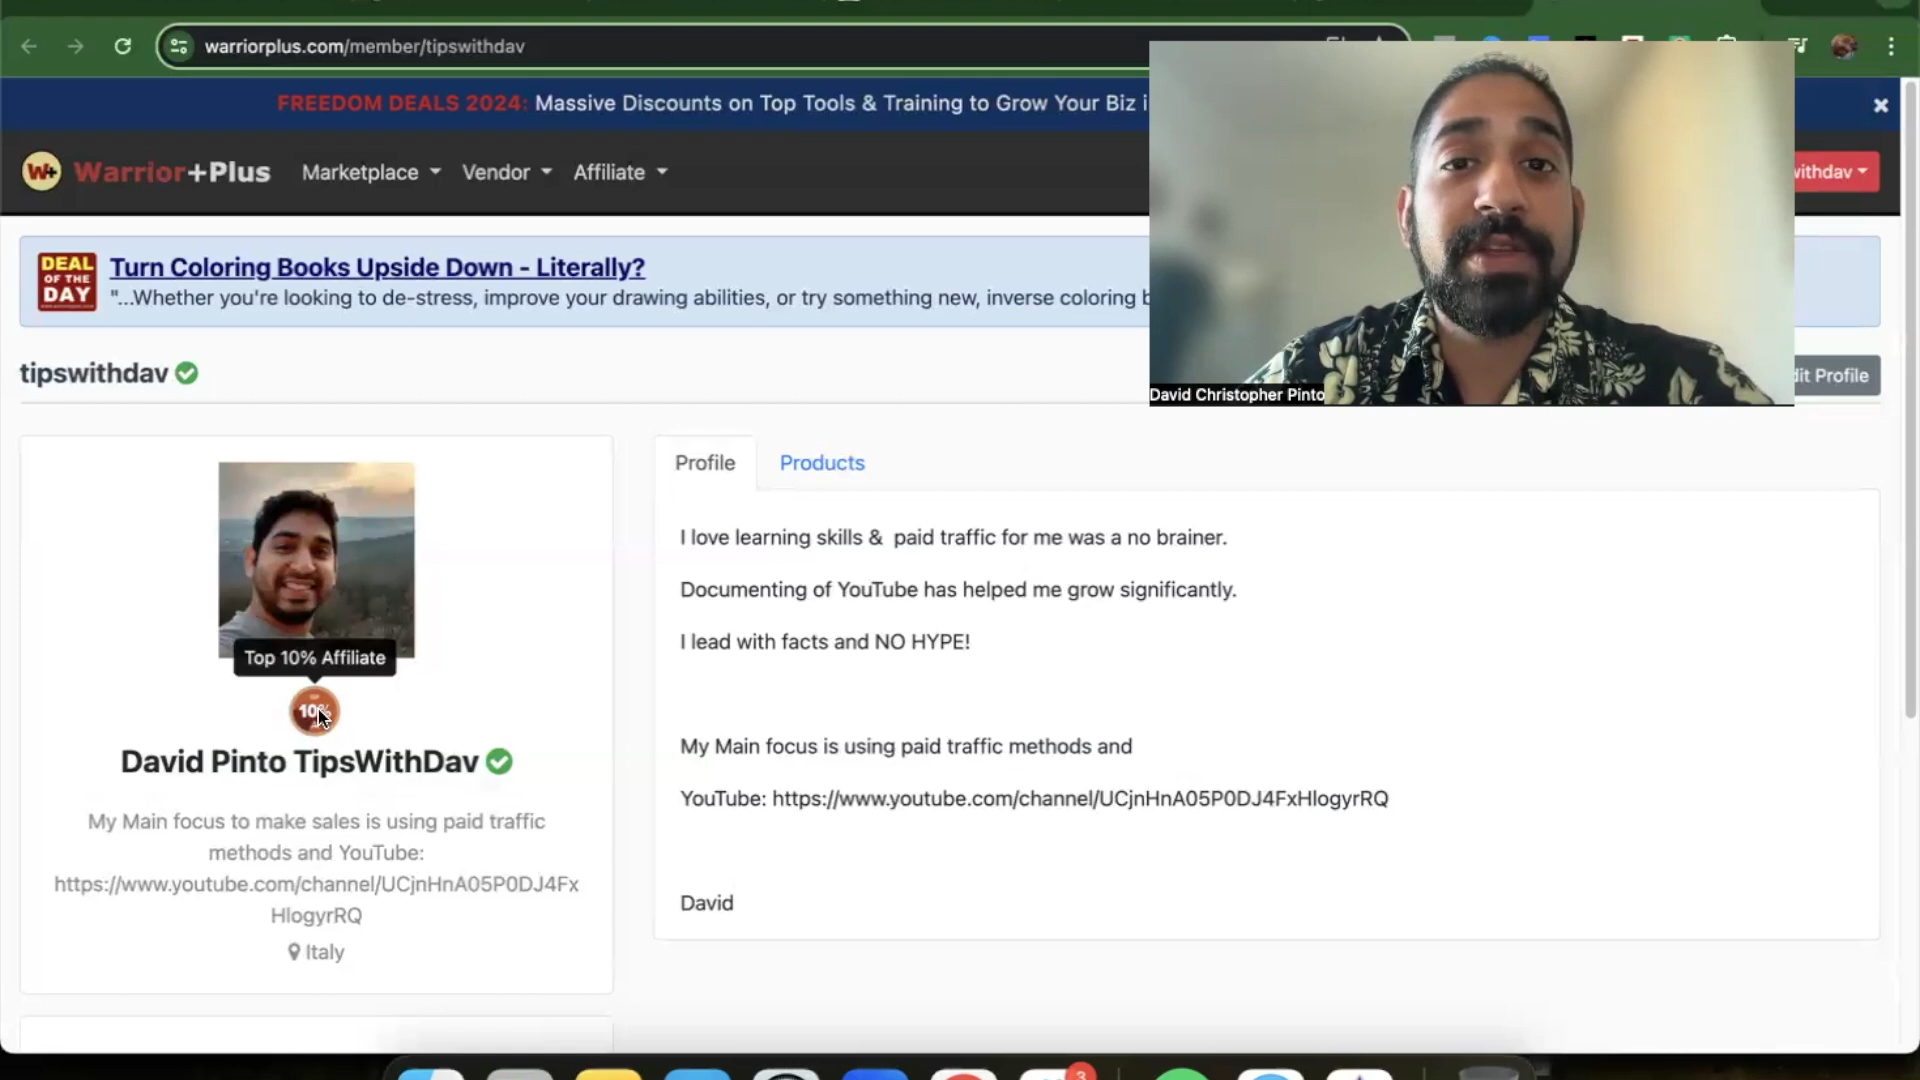 warriorplus.com/member/tipswithdav
FREEDOM DEALS 2024: Massive Discounts on Top Tools & Training to Grow Your Biz
Warrior+Plus
Marketplace
Vendor
Affiliate
withdav
DEAL OF THE DAY
Turn Coloring Books Upside Down - Literally?
"...Whether you're looking to de-stress, improve your drawing abilities, or try something new, inverse coloring
David Christopher Pinto
tipswithdav
dit Profile
Profile
Products
Top 10% Affiliate
10%
David Pinto TipsWithDav
My Main focus to make sales is using paid traffic
methods and YouTube:
https://www.youtube.com/channel/UCjnHnA05P0DJ4Fx
HlogyrRQ
Italy
I love learning skills & paid traffic for me was a no brainer.
Documenting of YouTube has helped me grow significantly.
I lead with facts and NO HYPE!
My Main focus is using paid traffic methods and
YouTube: https://www.youtube.com/channel/UCjnHnA05P0DJ4FxHlogyrRQ
David
3